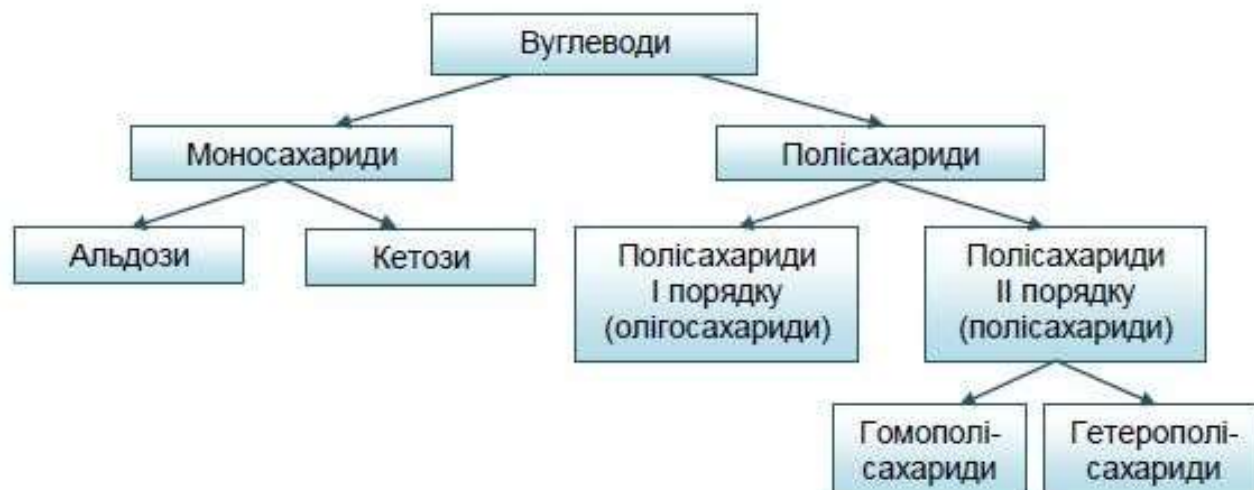 Вуглеводи
Моносахариди
Полісахариди
Альдози
Кетози
Полісахариди
І порядку
(олігосахариди)
Полісахариди
ІІ порядку
(полісахариди)
Гомополі-
сахариди
Гетерополі-
сахариди